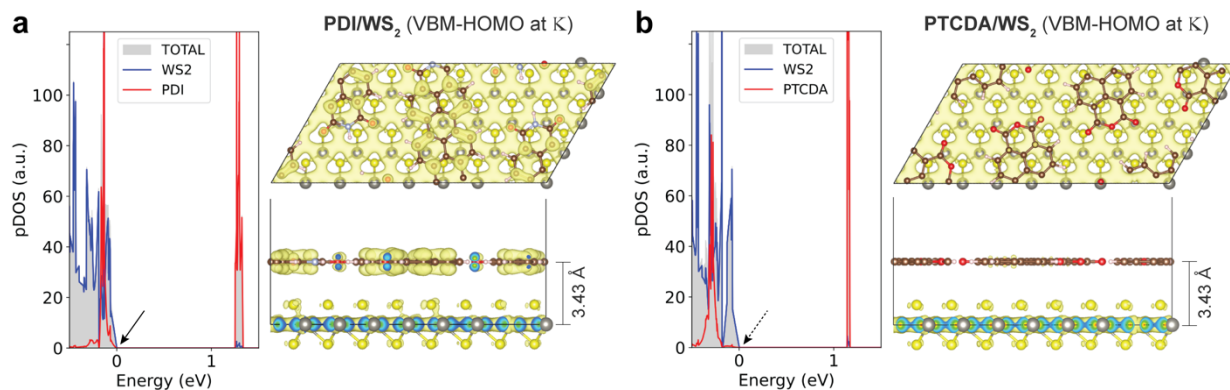 a
PDI/WS2 (VBM-HOMO at K)
TOTAL
WS2
PDI
100
80
60
40
20
0
pDOS (a.u.)
0
1
Energy (eV)
3.43 Å
b
PTCDA/WS2 (VBM-HOMO at K)
TOTAL
WS2
PTCDA
100
80
60
40
20
0
pDOS (a.u.)
0
1
Energy (eV)
3.43 Å